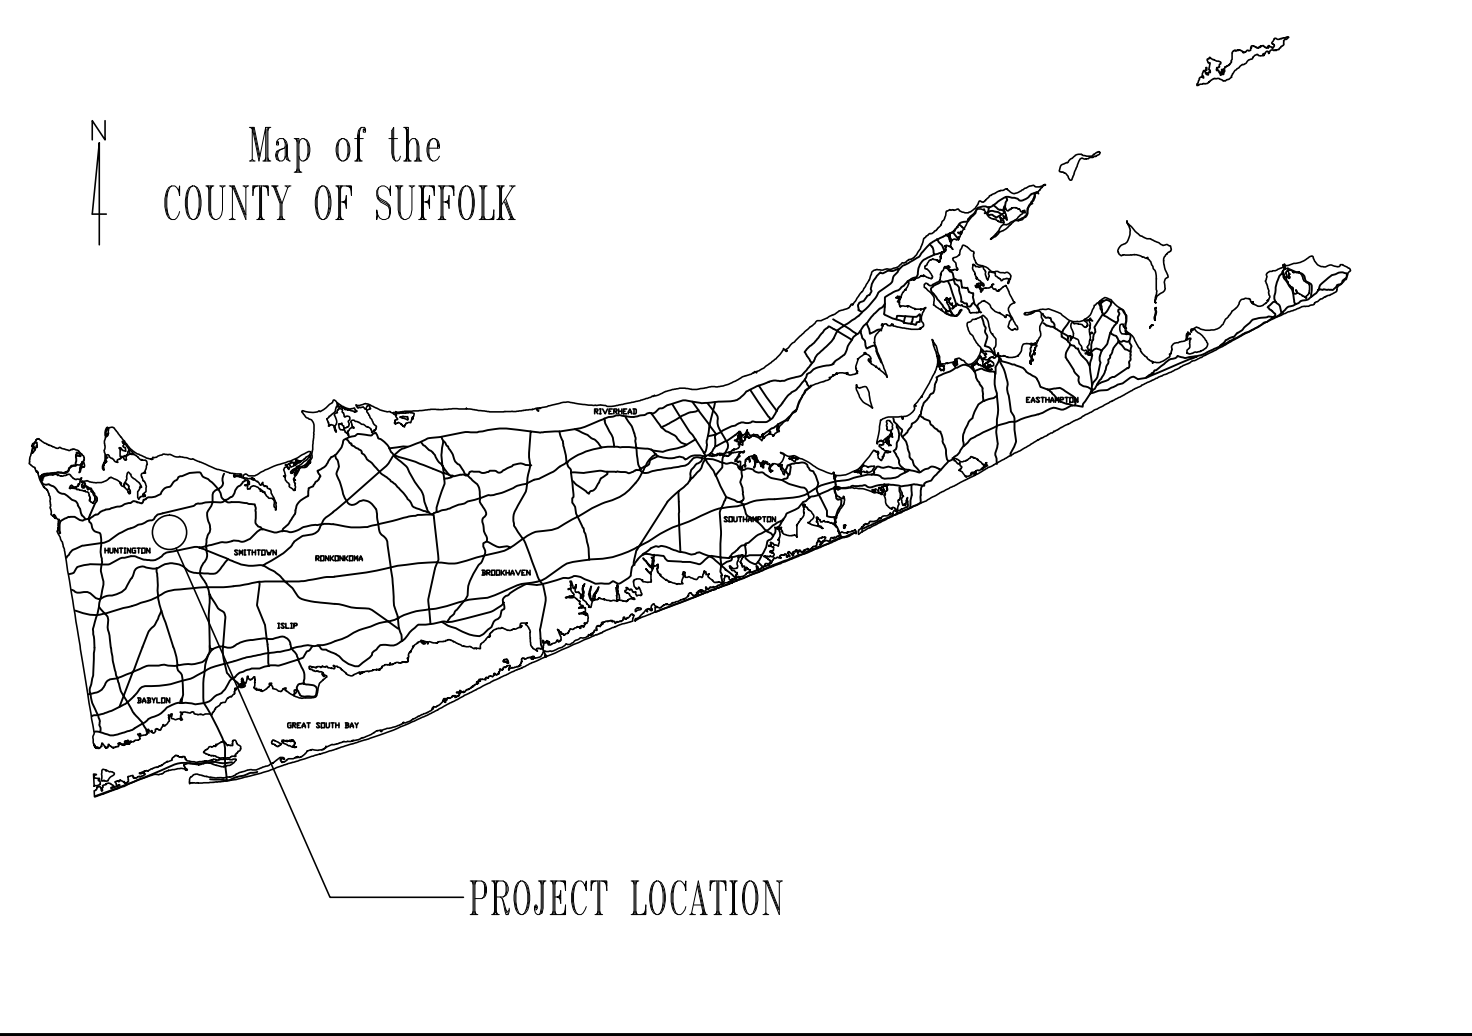 N
Map of the
COUNTY OF SUFFOLK
RIVERHEAD
EASTHAMPTON
SOUTHAMPTON
HUNTINGTON
SMITHTOWN
RONKONKOMA
BROOKHAVEN
ISLIP
BABYLON
GREAT SOUTH BAY
PROJECT LOCATION